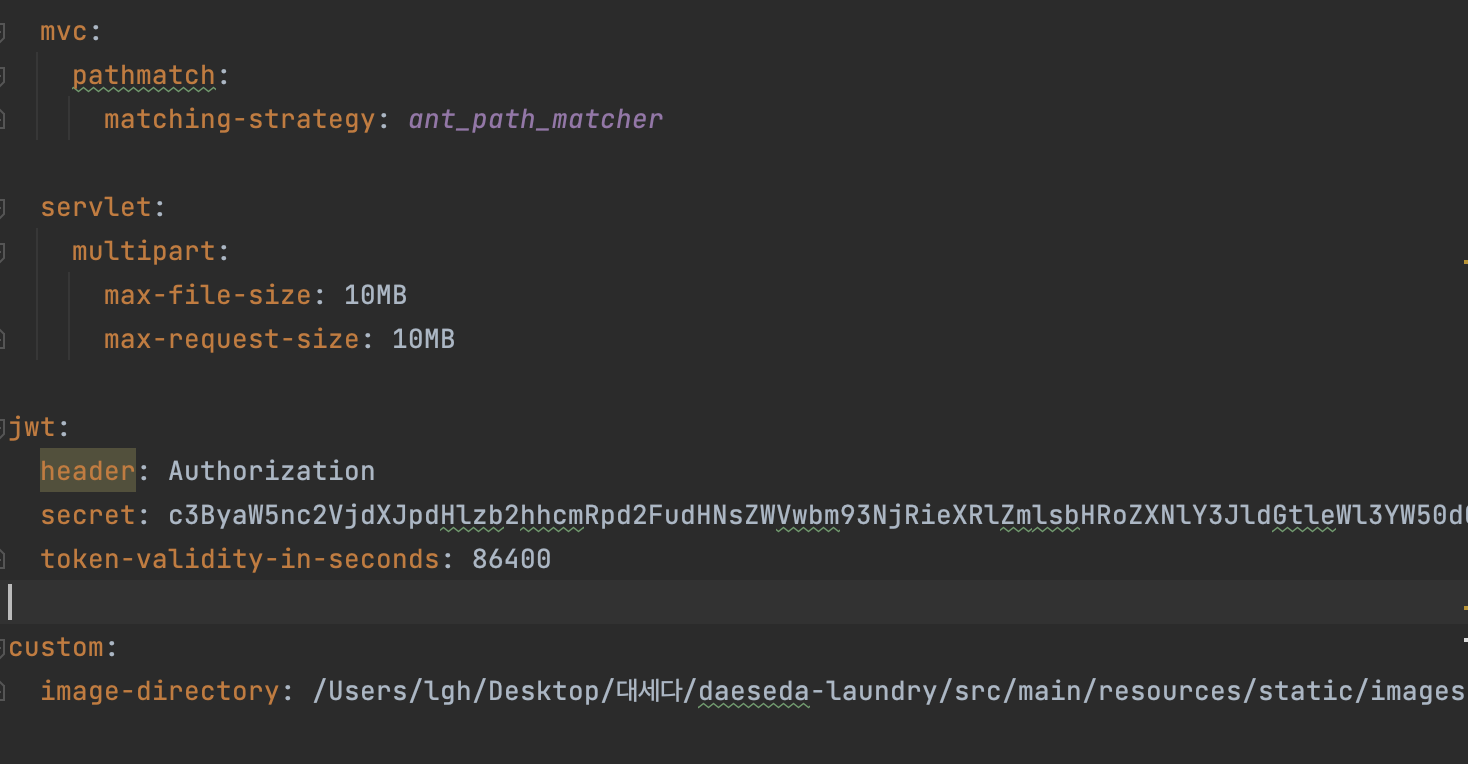 mvc:
pathmatch:
matching-strategy: ant_path_matcher
servlet:
multipart:
max-file-size: 10MB
max-request-size: 10MB
jwt:
header: Authorization
secret: c3ByaW5nc2VjdXJpdHlzb2hhcmRpd2FudHNsZWVwbm93NjRieXRlZmlsbHRoZXNlY3JldGtleWl3YW50d
token-validity-in-seconds: 86400
custom:
image-directory: /Users/lgh/Desktop/대세다/daeseda-laundry/src/main/resources/static/images